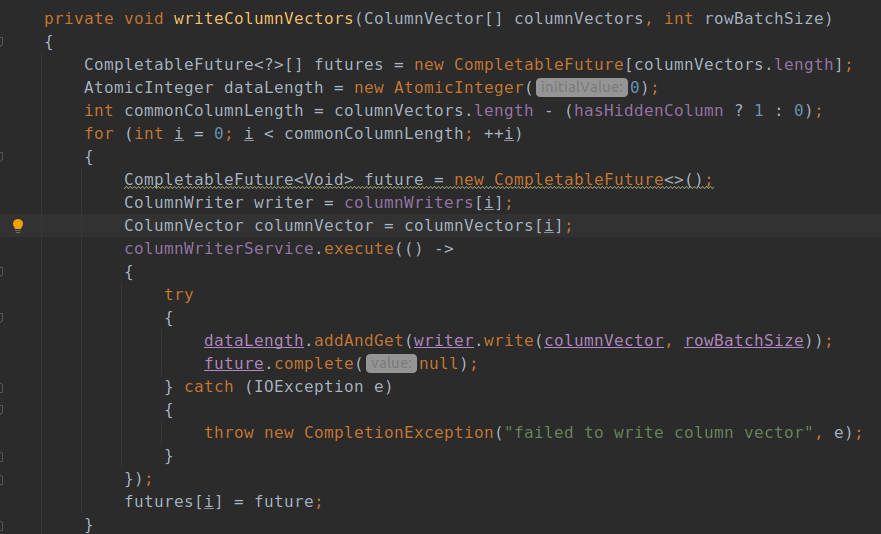 private void writeColumnVectors(ColumnVector[] columnVectors, int rowBatchSize)
{
    CompletableFuture<?>[] futures = new CompletableFuture[columnVectors.length];
    AtomicInteger dataLength = new AtomicInteger( initialValue: 0);
    int commonColumnLength = columnVectors.length - (hasHiddenColumn ? 1 : 0);
    for (int i = 0; i < commonColumnLength; ++i)
    {
        CompletableFuture<Void> future = new CompletableFuture<>();
        ColumnWriter writer = columnWriters[i];
        ColumnVector columnVector = columnVectors[i];
        columnWriterService.execute(() ->
        {
            try
            {
                dataLength.addAndGet(writer.write(columnVector, rowBatchSize));
                future.complete( value: null);
            } catch (IOException e)
            {
                throw new CompletionException("failed to write column vector", e);
            }
        });
        futures[i] = future;
    }